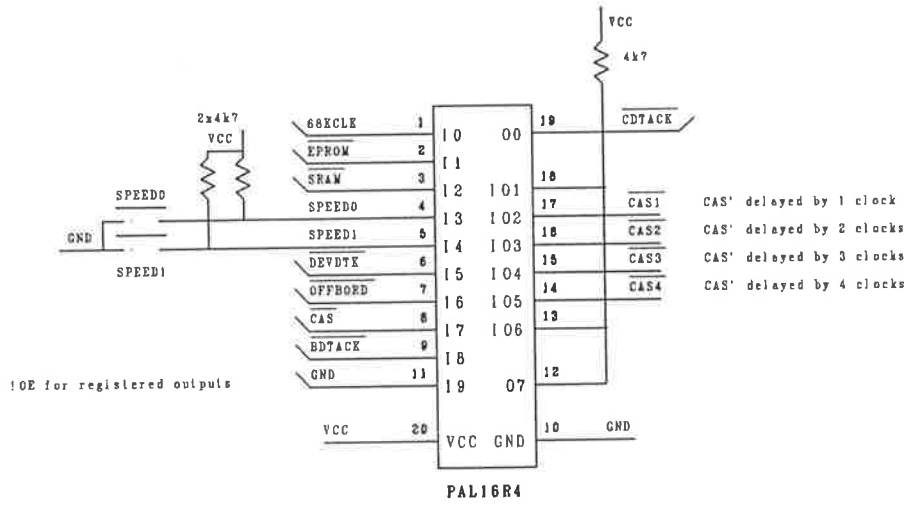 VCC
4k7
2x4k7
VCC
68KCLK 1 I0 O0 19 CDTACK
EPROM 2 I1
SRAM 3 I2 IO1 18
SPEED0
SPEED0 4 I3 IO2 17 CAS1 CAS' delayed by 1 clock
GND
SPEED1 5 I4 IO3 16 CAS2 CAS' delayed by 2 clocks
SPEED1
DEVDTK 6 I5 IO4 15 CAS3 CAS' delayed by 3 clocks
OFFBORD 7 I6 IO5 14 CAS4 CAS' delayed by 4 clocks
CAS 8 I7 IO6 13
BDTACK 9 I8
!OE for registered outputs
GND 11 I9 O7 12
VCC 20 VCC GND 10 GND
PAL16R4